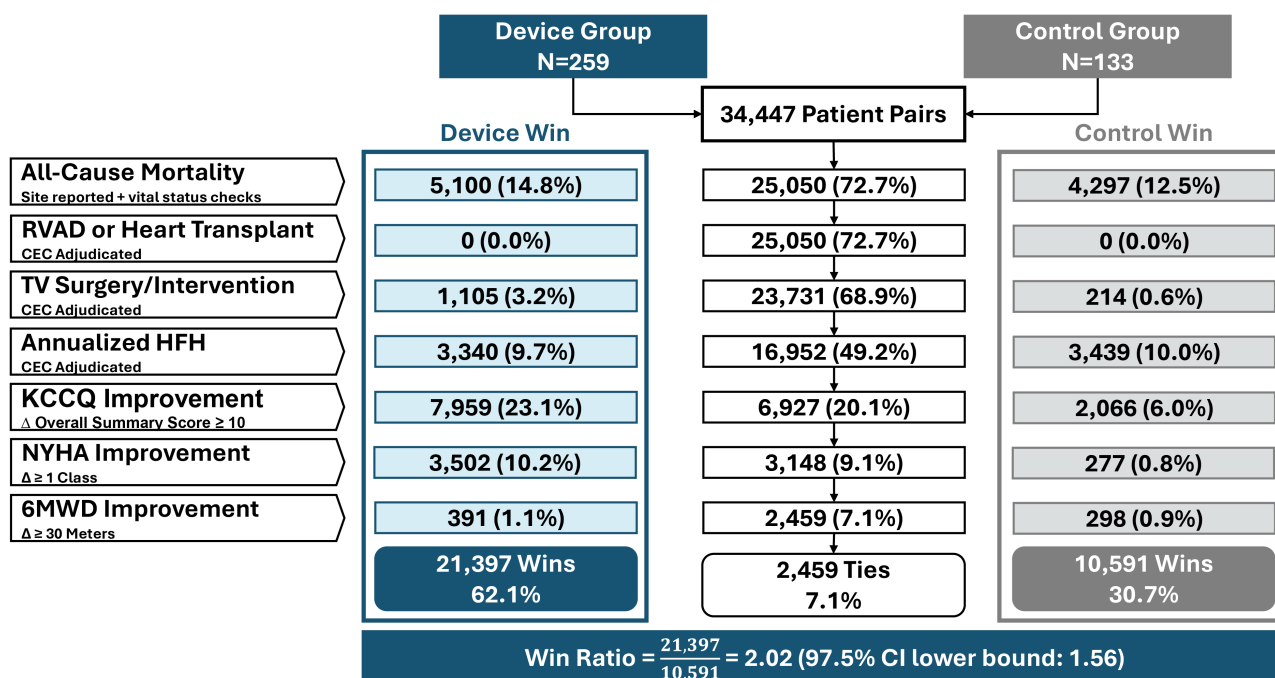 Device Group
N=259
Control Group
N=133
34,447 Patient Pairs
Device Win
Control Win
All-Cause Mortality
Site reported + vital status checks
5,100 (14.8%)
25,050 (72.7%)
4,297 (12.5%)
RVAD or Heart Transplant
CEC Adjudicated
0 (0.0%)
25,050 (72.7%)
0 (0.0%)
TV Surgery/Intervention
CEC Adjudicated
1,105 (3.2%)
23,731 (68.9%)
214 (0.6%)
Annualized HFH
CEC Adjudicated
3,340 (9.7%)
16,952 (49.2%)
3,439 (10.0%)
KCCQ Improvement
Δ Overall Summary Score ≥ 10
7,959 (23.1%)
6,927 (20.1%)
2,066 (6.0%)
NYHA Improvement
Δ ≥ 1 Class
3,502 (10.2%)
3,148 (9.1%)
277 (0.8%)
6MWD Improvement
Δ ≥ 30 Meters
391 (1.1%)
2,459 (7.1%)
298 (0.9%)
21,397 Wins
62.1%
2,459 Ties
7.1%
10,591 Wins
30.7%
Win Ratio = 21,397/10,591 = 2.02 (97.5% CI lower bound: 1.56)